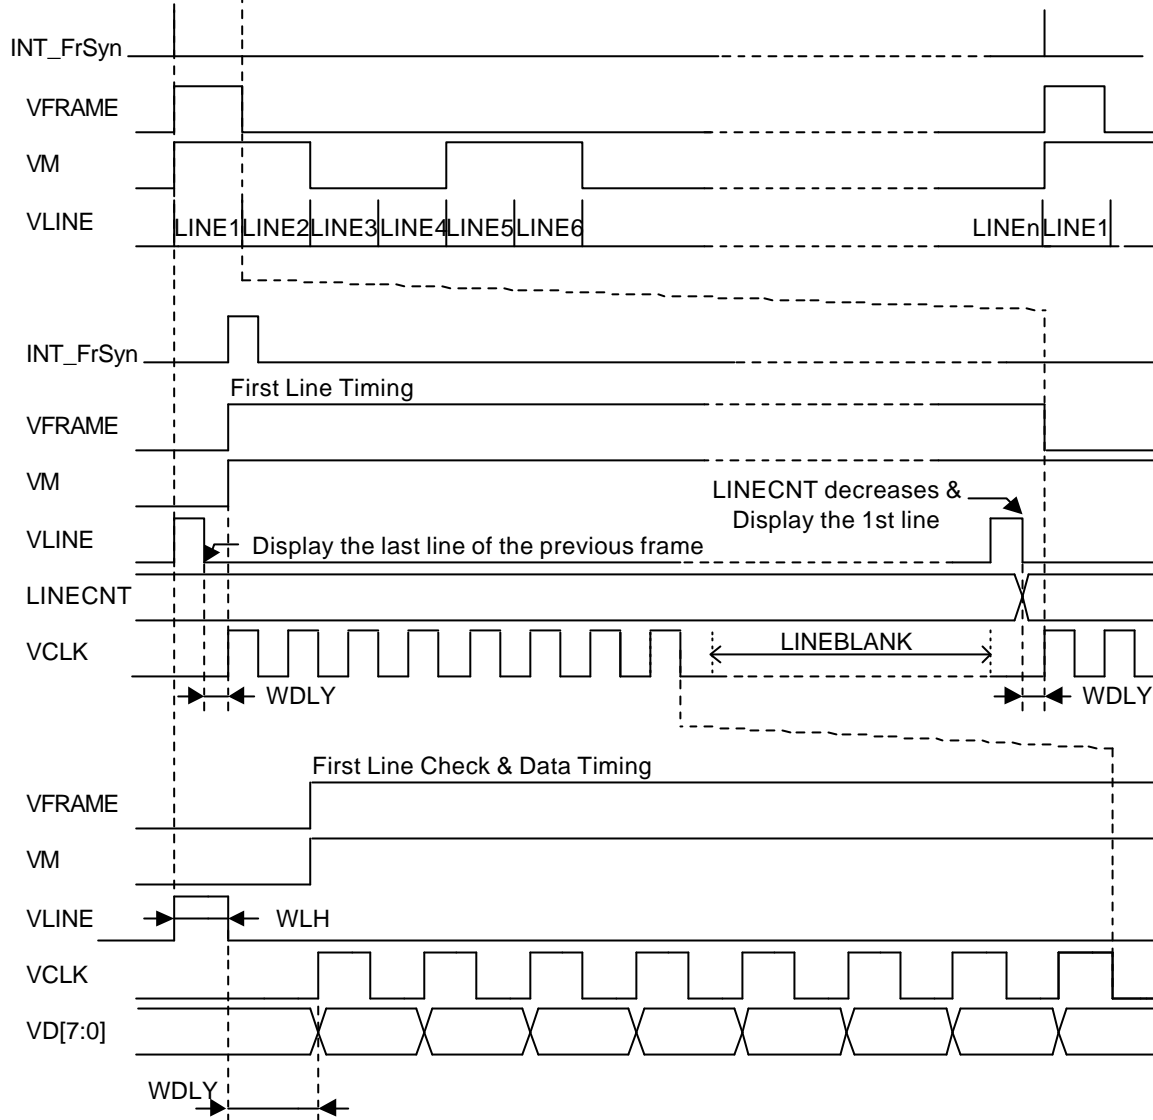 INT_FrSyn
VFRAME
VM
VLINE
LINE1 LINE2 LINE3 LINE4 LINE5 LINE6 LINEn LINE1
INT_FrSyn
First Line Timing
VFRAME
VM
LINECNT decreases &
Display the 1st line
VLINE
Display the last line of the previous frame
LINECNT
VCLK
LINEBLANK
WDLY
WDLY
First Line Check & Data Timing
VFRAME
VM
VLINE
WLH
VCLK
VD[7:0]
WDLY